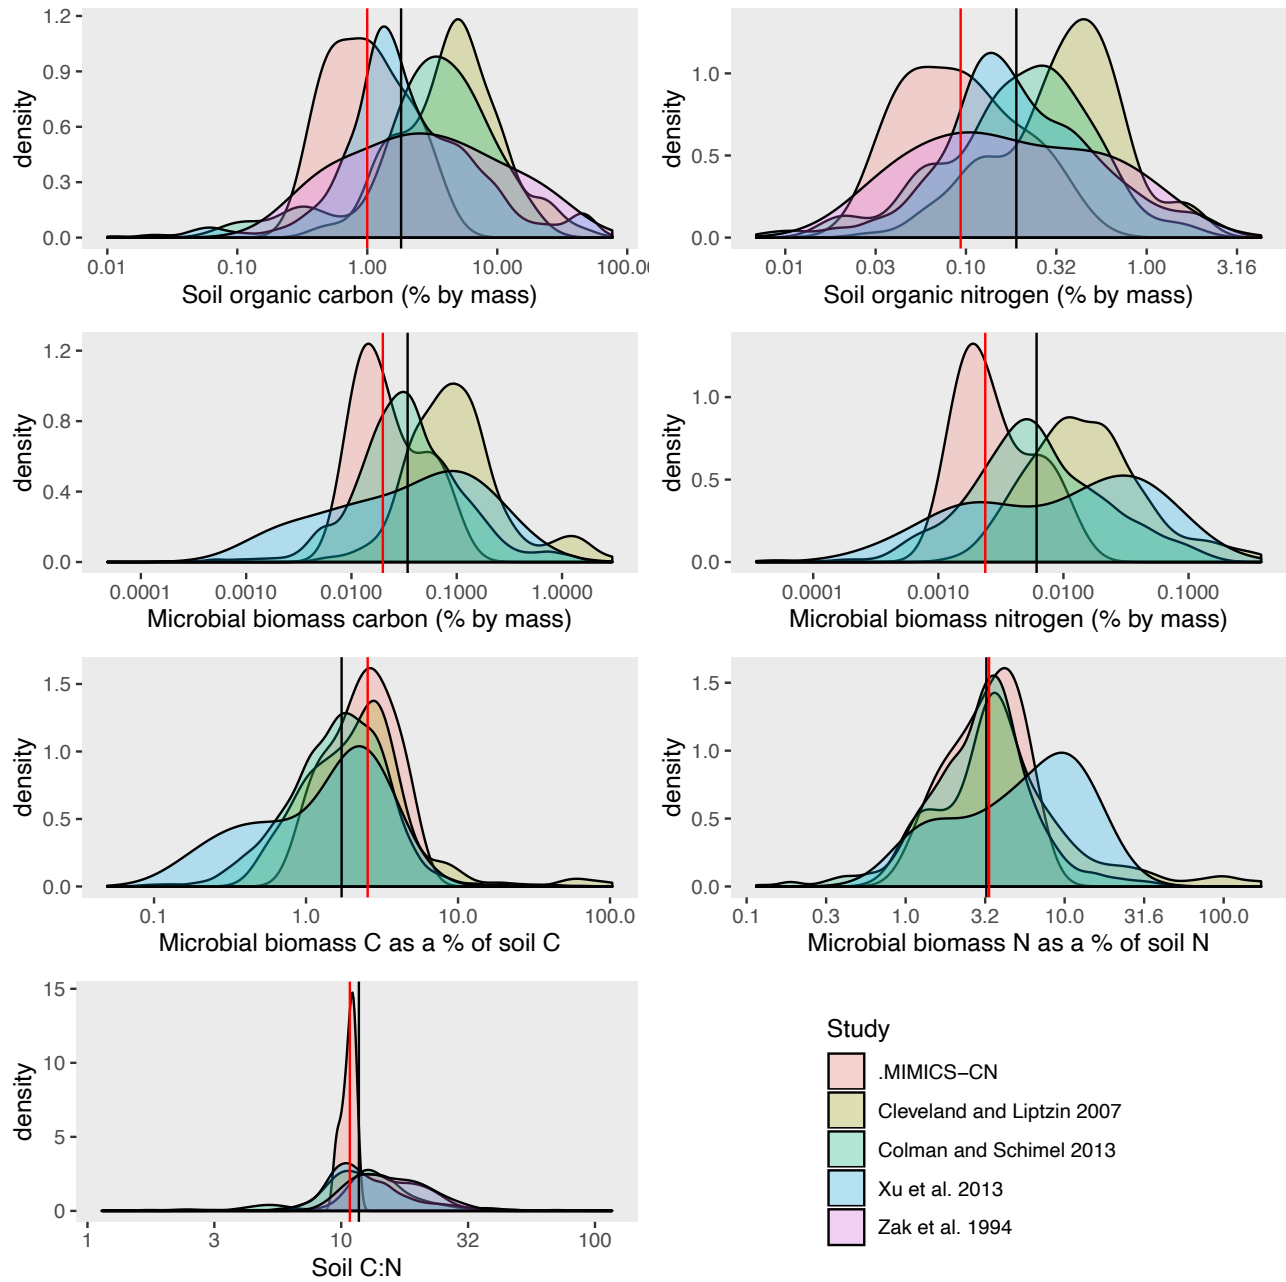 1.2
0.9
0.6
0.3
0.0
density
0.01 0.10 1.00 10.00 100.0
Soil organic carbon (% by mass)
1.0
0.5
0.0
density
0.01 0.03 0.10 0.32 1.00 3.16
Soil organic nitrogen (% by mass)
1.2
0.8
0.4
0.0
density
0.0001 0.0010 0.0100 0.1000 1.0000
Microbial biomass carbon (% by mass)
1.0
0.5
0.0
density
0.0001 0.0010 0.0100 0.1000
Microbial biomass nitrogen (% by mass)
1.5
1.0
0.5
0.0
density
0.1 1.0 10.0 100.0
Microbial biomass C as a % of soil C
1.5
1.0
0.5
0.0
density
0.1 0.3 1.0 3.2 10.0 31.6 100.0
Microbial biomass N as a % of soil N
15
10
5
0
density
1 3 10 32 100
Soil C:N
Study
.MIMICS−CN
Cleveland and Liptzin 2007
Colman and Schimel 2013
Xu et al. 2013
Zak et al. 1994